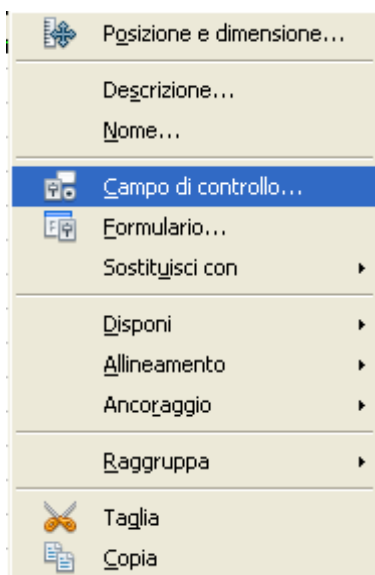 Posizione e dimensione...
Descrizione...
Nome...
Campo di controllo...
Formulario...
Sostituisci con
Disponi
Allineamento
Ancoraggio
Raggruppa
Taglia
Copia